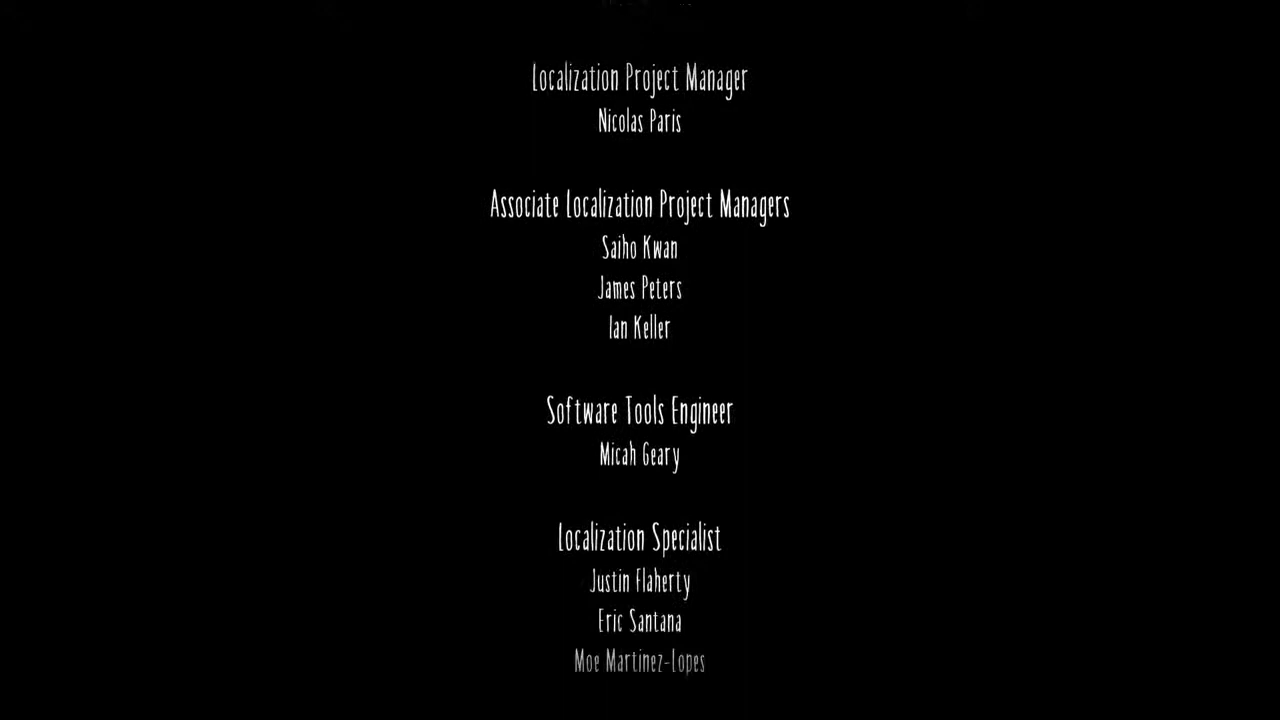 Localization Project Manager
Nicolas Paris
Associate Localization Project Managers
Saiho Kwan
James Peters
Ian Keller
Software Tools Engineer
Micah Geary
Localization Specialist
Justin Flaherty
Eric Santana
Moe Martinez-Lopes